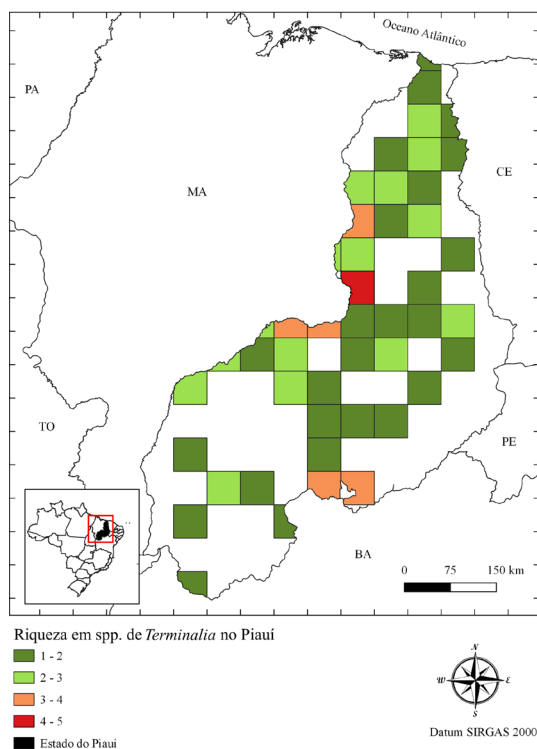 Oceano Atlântico
PA
MA
CE
TO
PE
BA
0 75 150 km
Riqueza em spp. de Terminalia no Piauí
1 - 2
2 - 3
3 - 4
4 - 5
Estado do Piauí
N
W E
S
Datum SIRGAS 2000